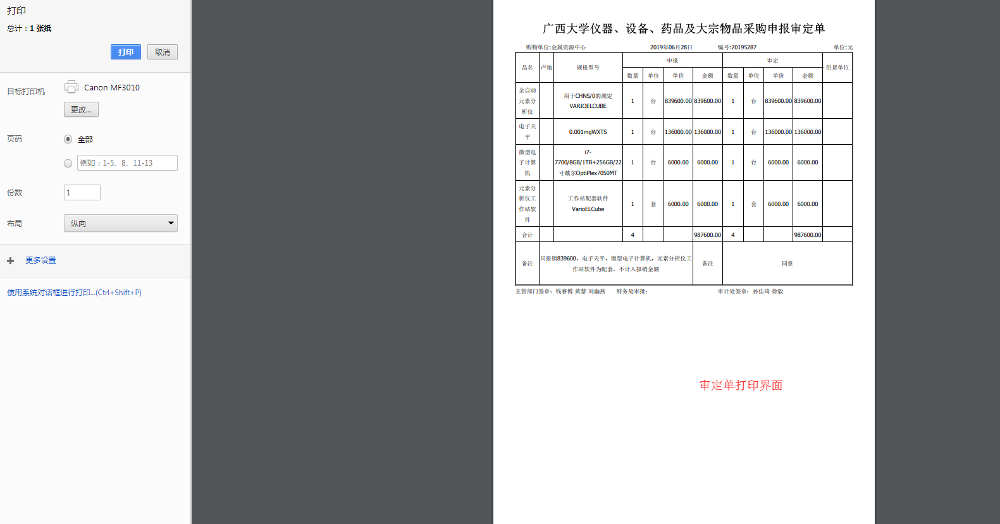 打印
总计：1 张纸
打印
取消
目标打印机
Canon MF3010
更改...
页码
全部
例如：1-5、8、11-13
份数
1
布局
纵向
更多设置
使用系统对话框进行打印...(Ctrl+Shift+P)
广西大学仪器、设备、药品及大宗物品采购申报审定单
购物单位:金属资源中心 2019年06月28日 编号:20195287 单位:元
品名 产地 规格型号 申报 审定 供货单位
数量 单位 单价 金额 数量 单位 单价 金额
全自动
元素分
析仪
用于CHNS/0的测定
VARIOELCUBE
1 台 839600.00 839600.00 1 台 839600.00 839600.00
电子天
平
0.001mgWXTS
1 台 136000.00 136000.00 1 台 136000.00 136000.00
微型电
子计算
机
i7-
7700/8GB/1TB+256GB/22
寸戴尔OptiPlex7050MT
1 台 6000.00 6000.00 1 台 6000.00 6000.00
元素分
析仪工
作站软
件
工作站配套软件
VarioELCube
1 套 6000.00 6000.00 1 套 6000.00 6000.00
合计 4 987600.00 4 987600.00
备注
只报销839600，电子天平，微型电子计算机，元素分析仪工
作站软件为配套，不计入报销金额
备注
同意
主管部门签章：钱睿博 黄慧 刘幽燕 财务处审批： 审计处签章：孙佳琦 徐毅
审定单打印界面